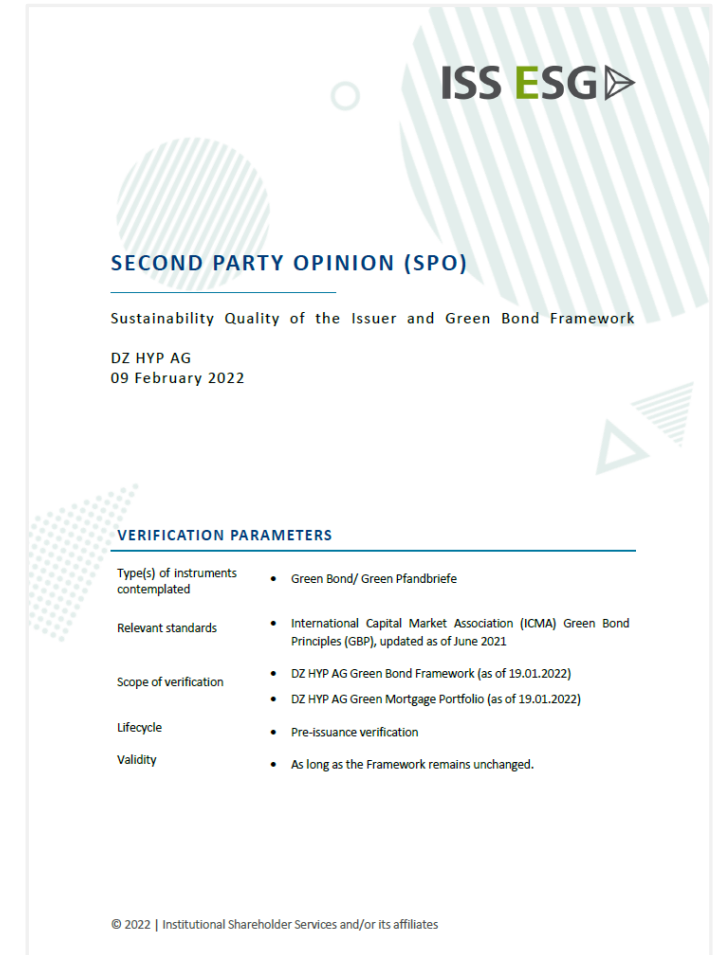 ISS ESG
SECOND PARTY OPINION (SPO)
Sustainability Quality of the Issuer and Green Bond Framework
DZ HYP AG
09 February 2022
VERIFICATION PARAMETERS
Type(s) of instruments
contemplated
• Green Bond/ Green Pfandbriefe
Relevant standards
• International Capital Market Association (ICMA) Green Bond
Principles (GBP), updated as of June 2021
Scope of verification
• DZ HYP AG Green Bond Framework (as of 19.01.2022)
• DZ HYP AG Green Mortgage Portfolio (as of 19.01.2022)
Lifecycle
• Pre-issuance verification
Validity
• As long as the Framework remains unchanged.
© 2022 | Institutional Shareholder Services and/or its affiliates